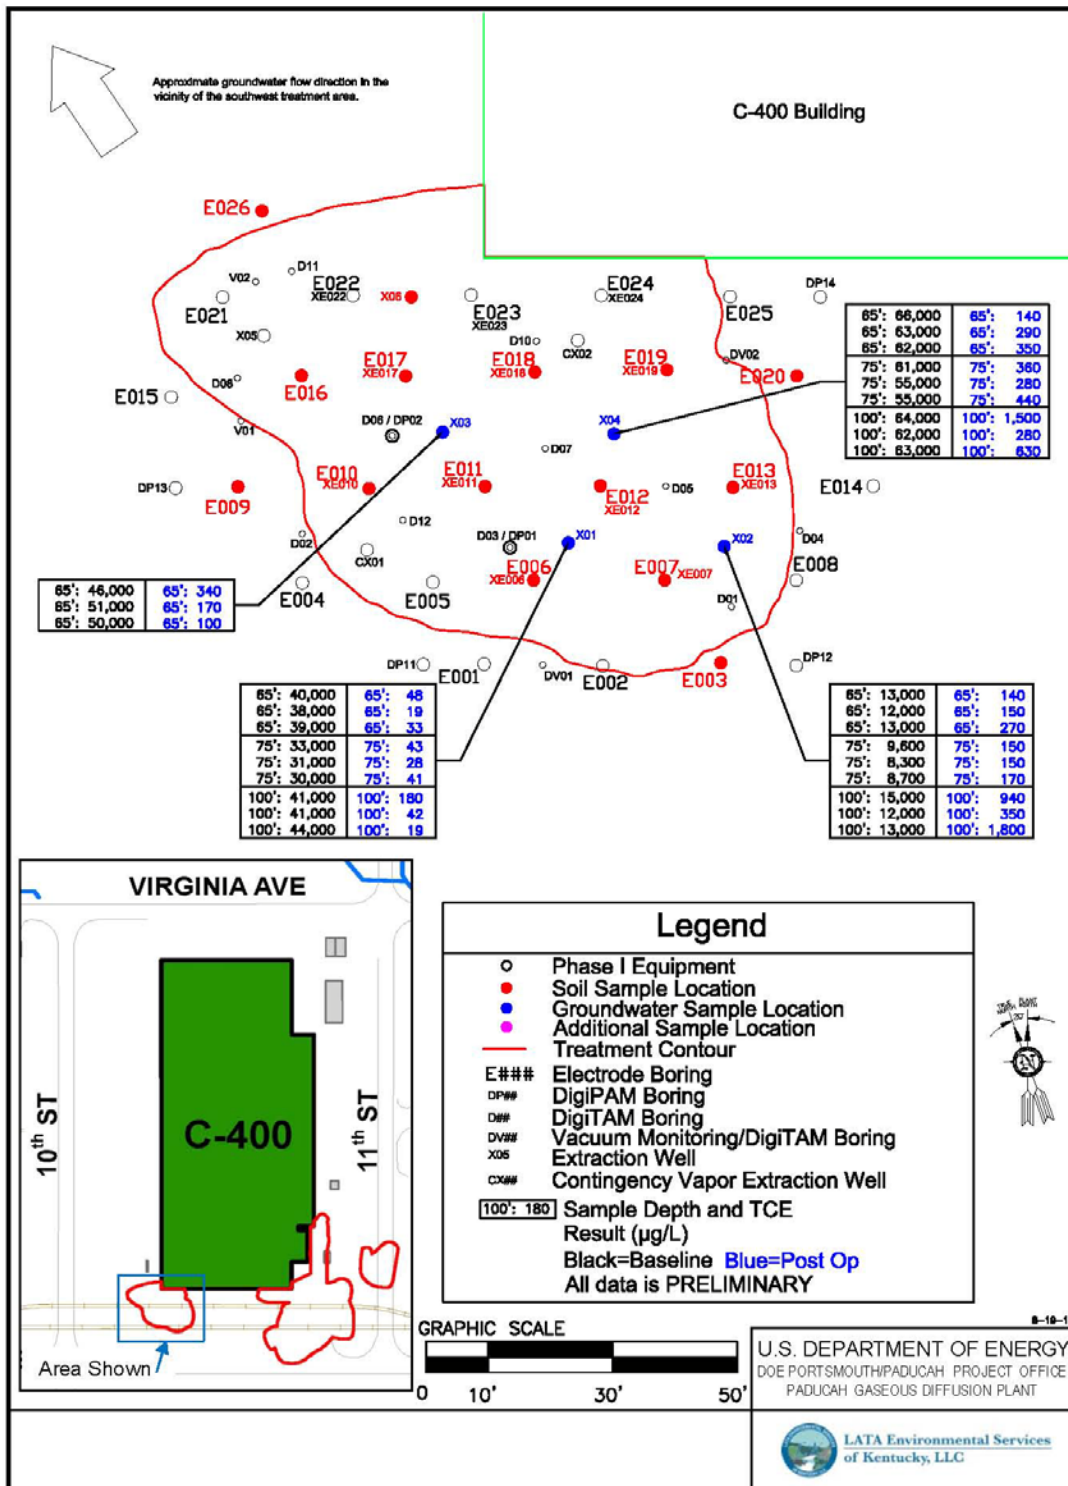 Approximate groundwater flow direction in the
vicinity of the southwest treatment area.
C-400 Building
E026
D11
V02
E021
E022
XE022
X06
E023
XE023
E024
XE024
E025
DP14
X05
D10
CX02
DV02
E015
D08
E016
E017
XE017
E018
XE018
E019
XE019
E020
V01
D06 / DP02
X03
X04
D07
DP13
E009
E010
XE010
E011
XE011
E012
XE012
D05
E013
XE013
E014
D02
D12
CX01
D03 / DP01
X01
X02
D04
E004
E005
E006
XE006
E007
XE007
D01
E008
DP11
E001
DV01
E002
E003
DP12
65': 66,000 65': 140
65': 63,000 65': 290
65': 62,000 65': 350
75': 61,000 75': 360
75': 55,000 75': 280
75': 55,000 75': 440
100': 64,000 100': 1,500
100': 62,000 100': 280
100': 63,000 100': 630
65': 46,000 65': 340
65': 51,000 65': 170
65': 50,000 65': 100
65': 40,000 65': 48
65': 38,000 65': 19
65': 39,000 65': 33
75': 33,000 75': 43
75': 31,000 75': 28
75': 30,000 75': 41
100': 41,000 100': 180
100': 41,000 100': 42
100': 44,000 100': 19
65': 13,000 65': 140
65': 12,000 65': 150
65': 13,000 65': 270
75': 9,600 75': 150
75': 8,300 75': 150
75': 8,700 75': 170
100': 15,000 100': 940
100': 12,000 100': 350
100': 13,000 100': 1,800
VIRGINIA AVE
10th ST
C-400
11th ST
Area Shown
Legend
Phase I Equipment
Soil Sample Location
Groundwater Sample Location
Additional Sample Location
Treatment Contour
E### Electrode Boring
DP## DigiPAM Boring
D## DigiTAM Boring
DV## Vacuum Monitoring/DigiTAM Boring
X05 Extraction Well
CX## Contingency Vapor Extraction Well
100': 180 Sample Depth and TCE
Result (µg/L)
Black=Baseline Blue=Post Op
All data is PRELIMINARY
TRUE NORTH
PLANT NORTH
N
GRAPHIC SCALE
0 10' 30' 50'
U.S. DEPARTMENT OF ENERGY
DOE PORTSMOUTH/PADUCAH PROJECT OFFICE
PADUCAH GASEOUS DIFFUSION PLANT
LATA Environmental Services
of Kentucky, LLC